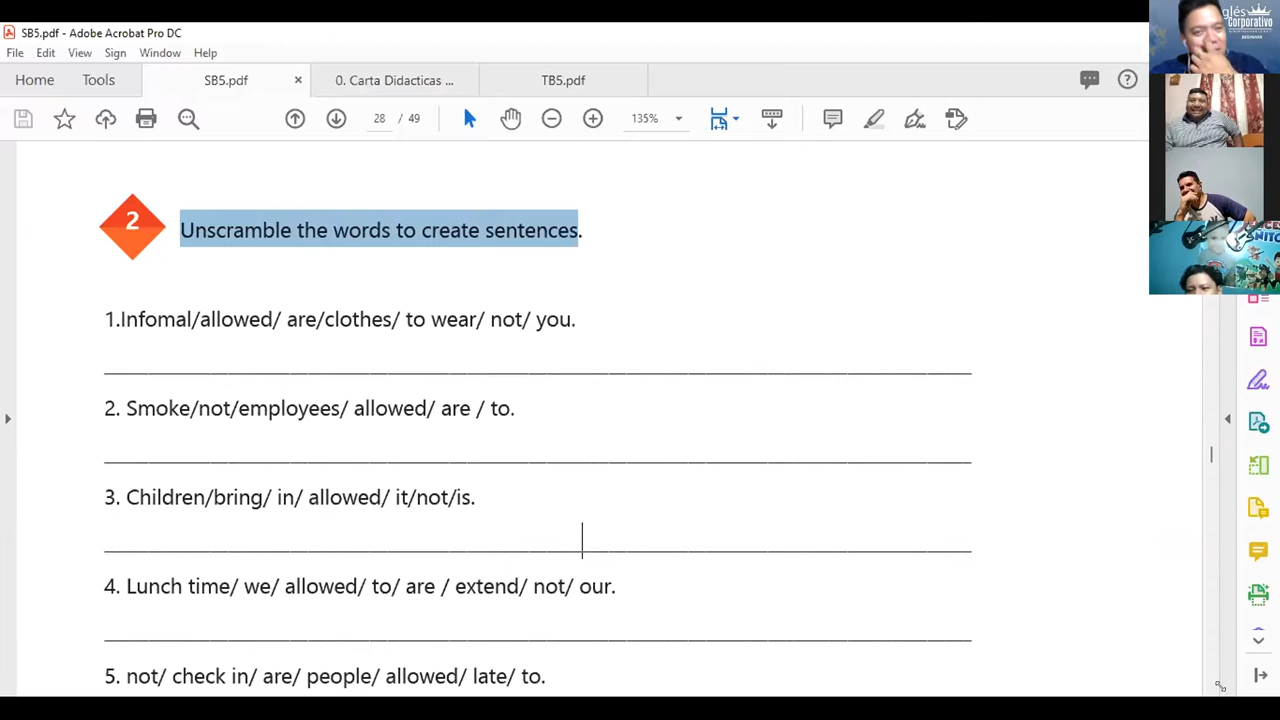 SB5.pdf - Adobe Acrobat Pro DC
File Edit View Sign Window Help
Home Tools SB5.pdf × 0. Carta Didacticas ... TB5.pdf
28 / 49 135%
glés
Corporativo
BEGINNER
2
Unscramble the words to create sentences.
1.Infomal/allowed/ are/clothes/ to wear/ not/ you.
2. Smoke/not/employees/ allowed/ are / to.
3. Children/bring/ in/ allowed/ it/not/is.
4. Lunch time/ we/ allowed/ to/ are / extend/ not/ our.
5. not/ check in/ are/ people/ allowed/ late/ to.